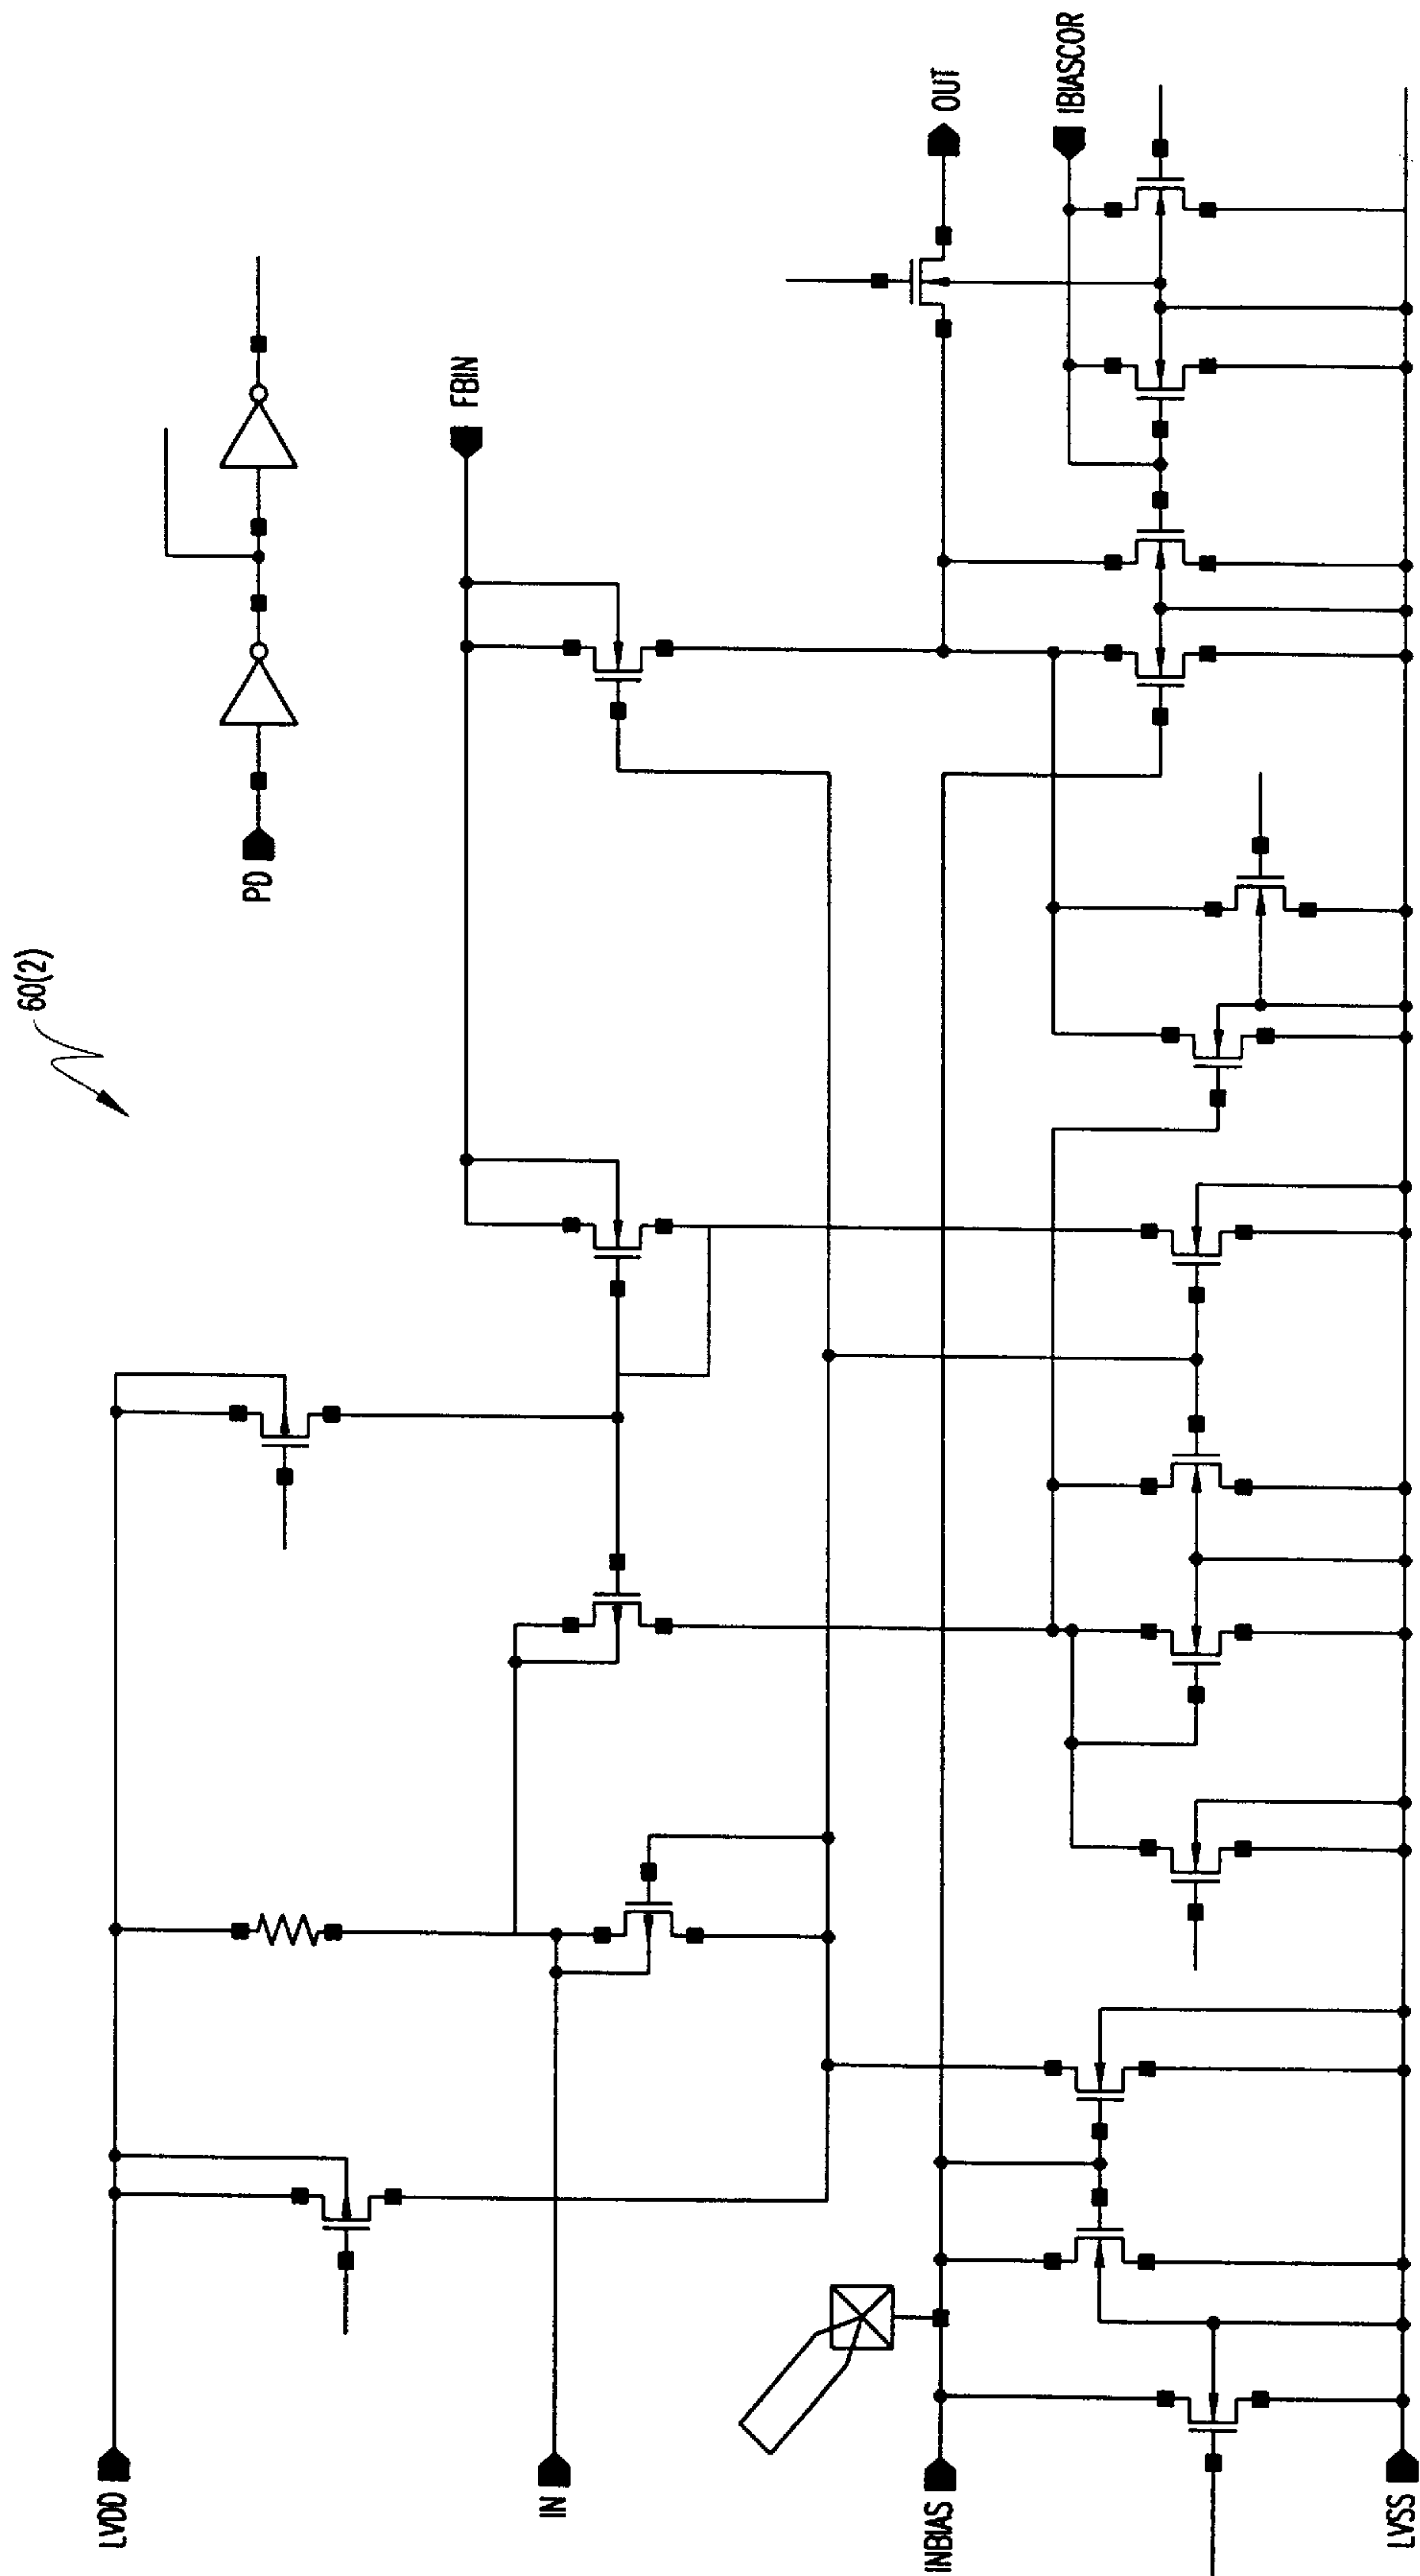 60(2)
PD
FBIN
OUT
IBIASCOR
LVDD
IN
INBIAS
LVSS